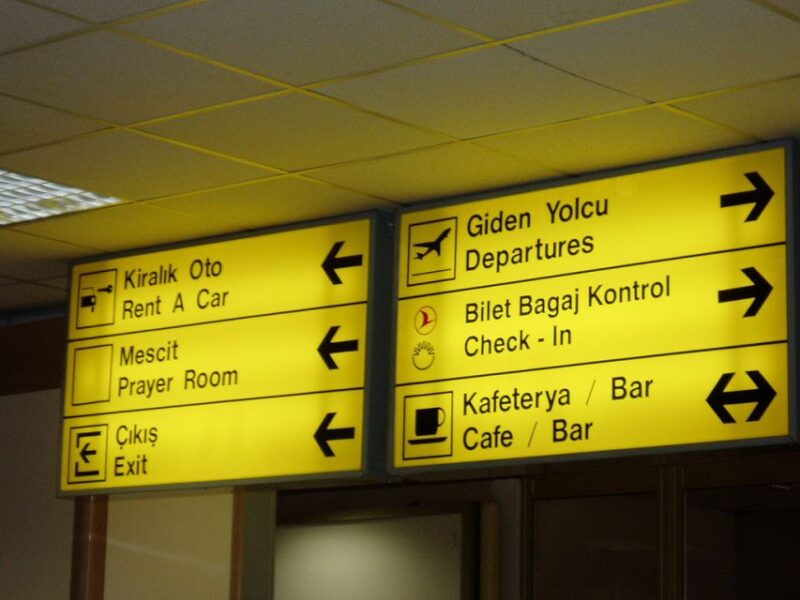 Kiralık Oto
Rent A Car
Mescit
Prayer Room
Çıkış
Exit
Giden Yolcu
Departures
Bilet Bagaj Kontrol
Check - In
Kafeterya / Bar
Cafe / Bar